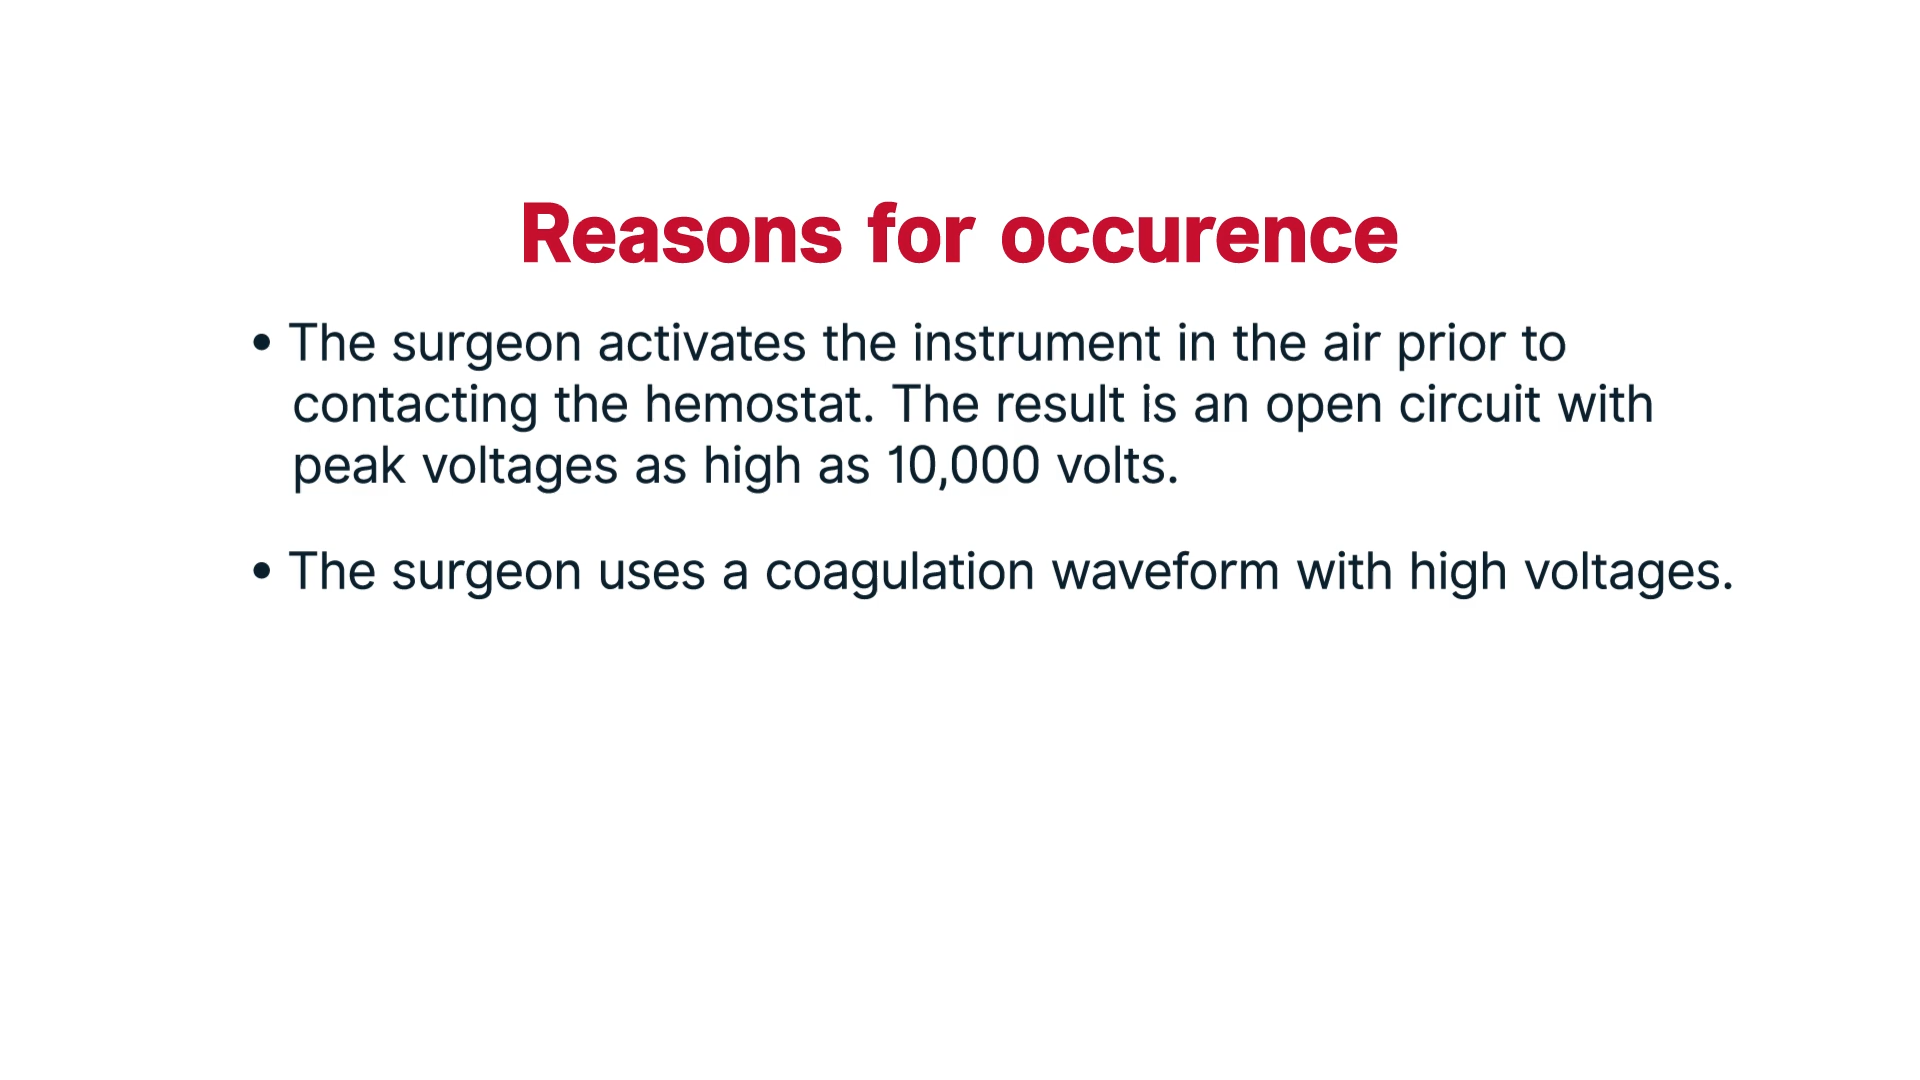 Reasons for occurence
• The surgeon activates the instrument in the air prior to
contacting the hemostat. The result is an open circuit with
peak voltages as high as 10,000 volts.
• The surgeon uses a coagulation waveform with high voltages.